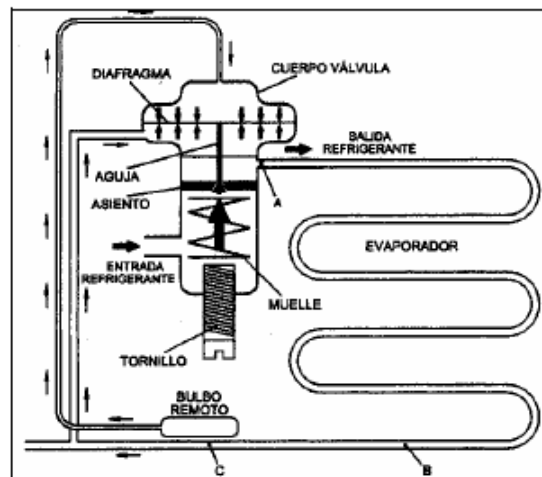 DIAFRAGMA
CUERPO VÁLVULA
SALIDA
REFRIGERANTE
AGUJA
ASIENTO
A
EVAPORADOR
ENTRADA
REFRIGERANTE
MUELLE
TORNILLO
BULBO
REMOTO
C
B